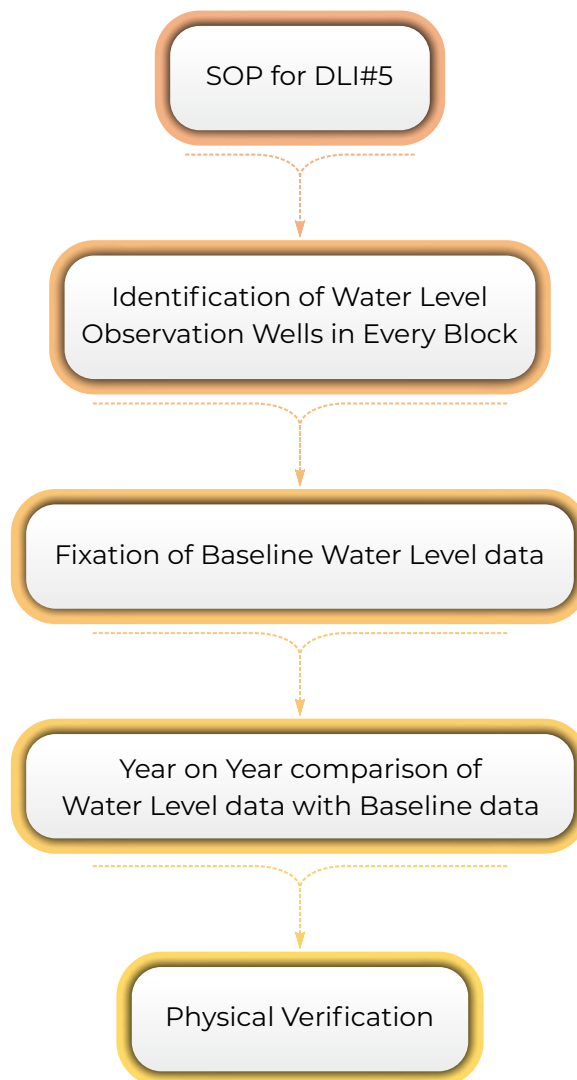 SOP for DLI#5
Identification of Water Level
Observation Wells in Every Block
Fixation of Baseline Water Level data
Year on Year comparison of
Water Level data with Baseline data
Physical Verification